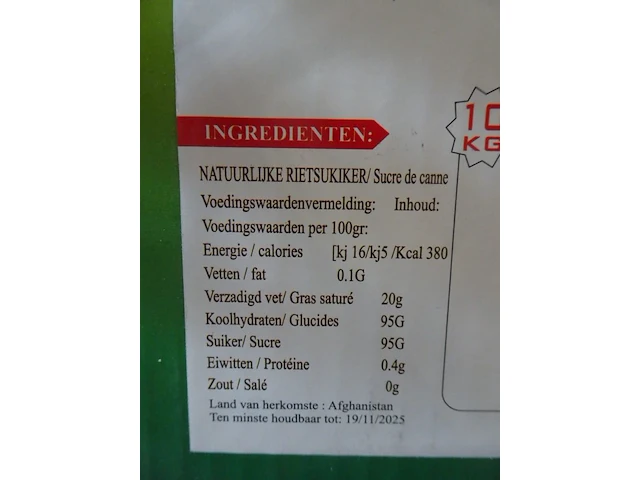 INGREDIENTEN:
10
KG
NATUURLIJKE RIETSUKIKER/ Sucre de canne
Voedingswaardenvermelding: Inhoud:
Voedingswaarden per 100gr:
Energie / calories [kj 16/kj5 /Kcal 380
Vetten / fat 0.1G
Verzadigd vet/ Gras saturé 20g
Koolhydraten/ Glucides 95G
Suiker/ Sucre 95G
Eiwitten / Protéine 0.4g
Zout / Salé 0g
Land van herkomste : Afghanistan
Ten minste houdbaar tot: 19/11/2025